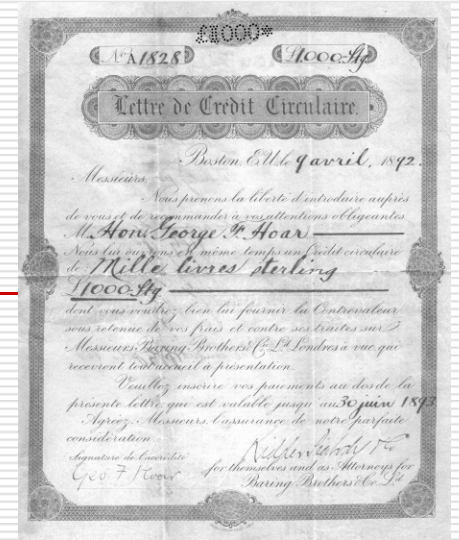 £1000*
No. A1828 £1000 Stg
Lettre de Crédit Circulaire.
Boston, E.U. le 9 avril, 1892.
Messieurs,
Nous prenons la liberté d'introduire auprès
de vous et de recommander à vos attentions obligeantes
M. Hon. George F. Hoar
Nous lui ouvrons en même temps un Crédit circulaire
de Mille livres sterling
£1000 Stg
dont vous voudrez bien lui fournir la Contrevaleur
sous retenue de vos frais et contre ses traites sur
Messieurs Baring Brothers & Co. Ld. Londres à vue qui
recevront tout accueil à présentation.
Veuillez inscrire vos paiements au dos de la
présente lettre qui est valable jusqu'au 30 juin 1893
Agréez, Messieurs, l'assurance de notre parfaite
considération
Signature de l'accrédité Kidder Peabody & Co
Geo F Hoar for themselves and as Attorneys for
Baring Brothers & Co. Ld.